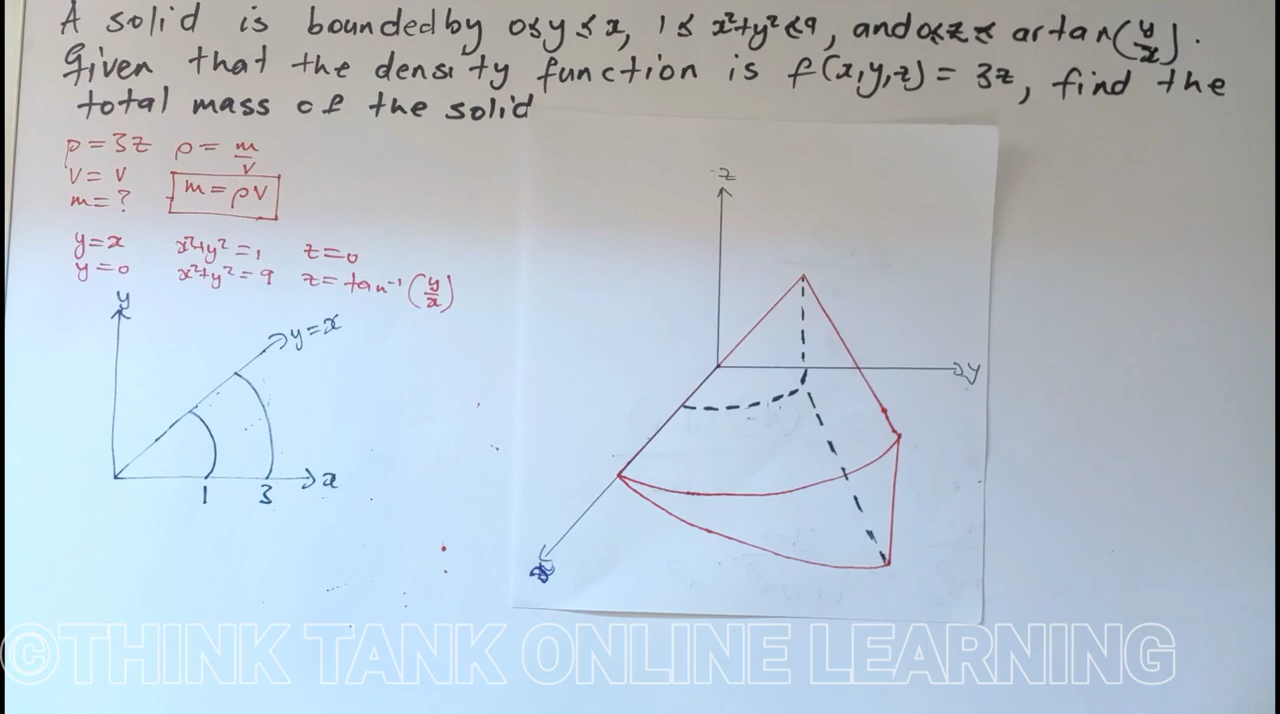 A solid is bounded by 0≤y≤x, 1≤x²+y²≤9, and 0≤z≤ artan(y/x).
Given that the density function is f(x,y,z) = 3z, find the
total mass of the solid
ρ = 3z ρ = m/v
V = V
m = ? m = ρV
y = x x²+y² = 1 z = 0
y = 0 x²+y² = 9 z = tan⁻¹(y/x)
y
y = x
1 3 x
z
y
x
©THINK TANK ONLINE LEARNING